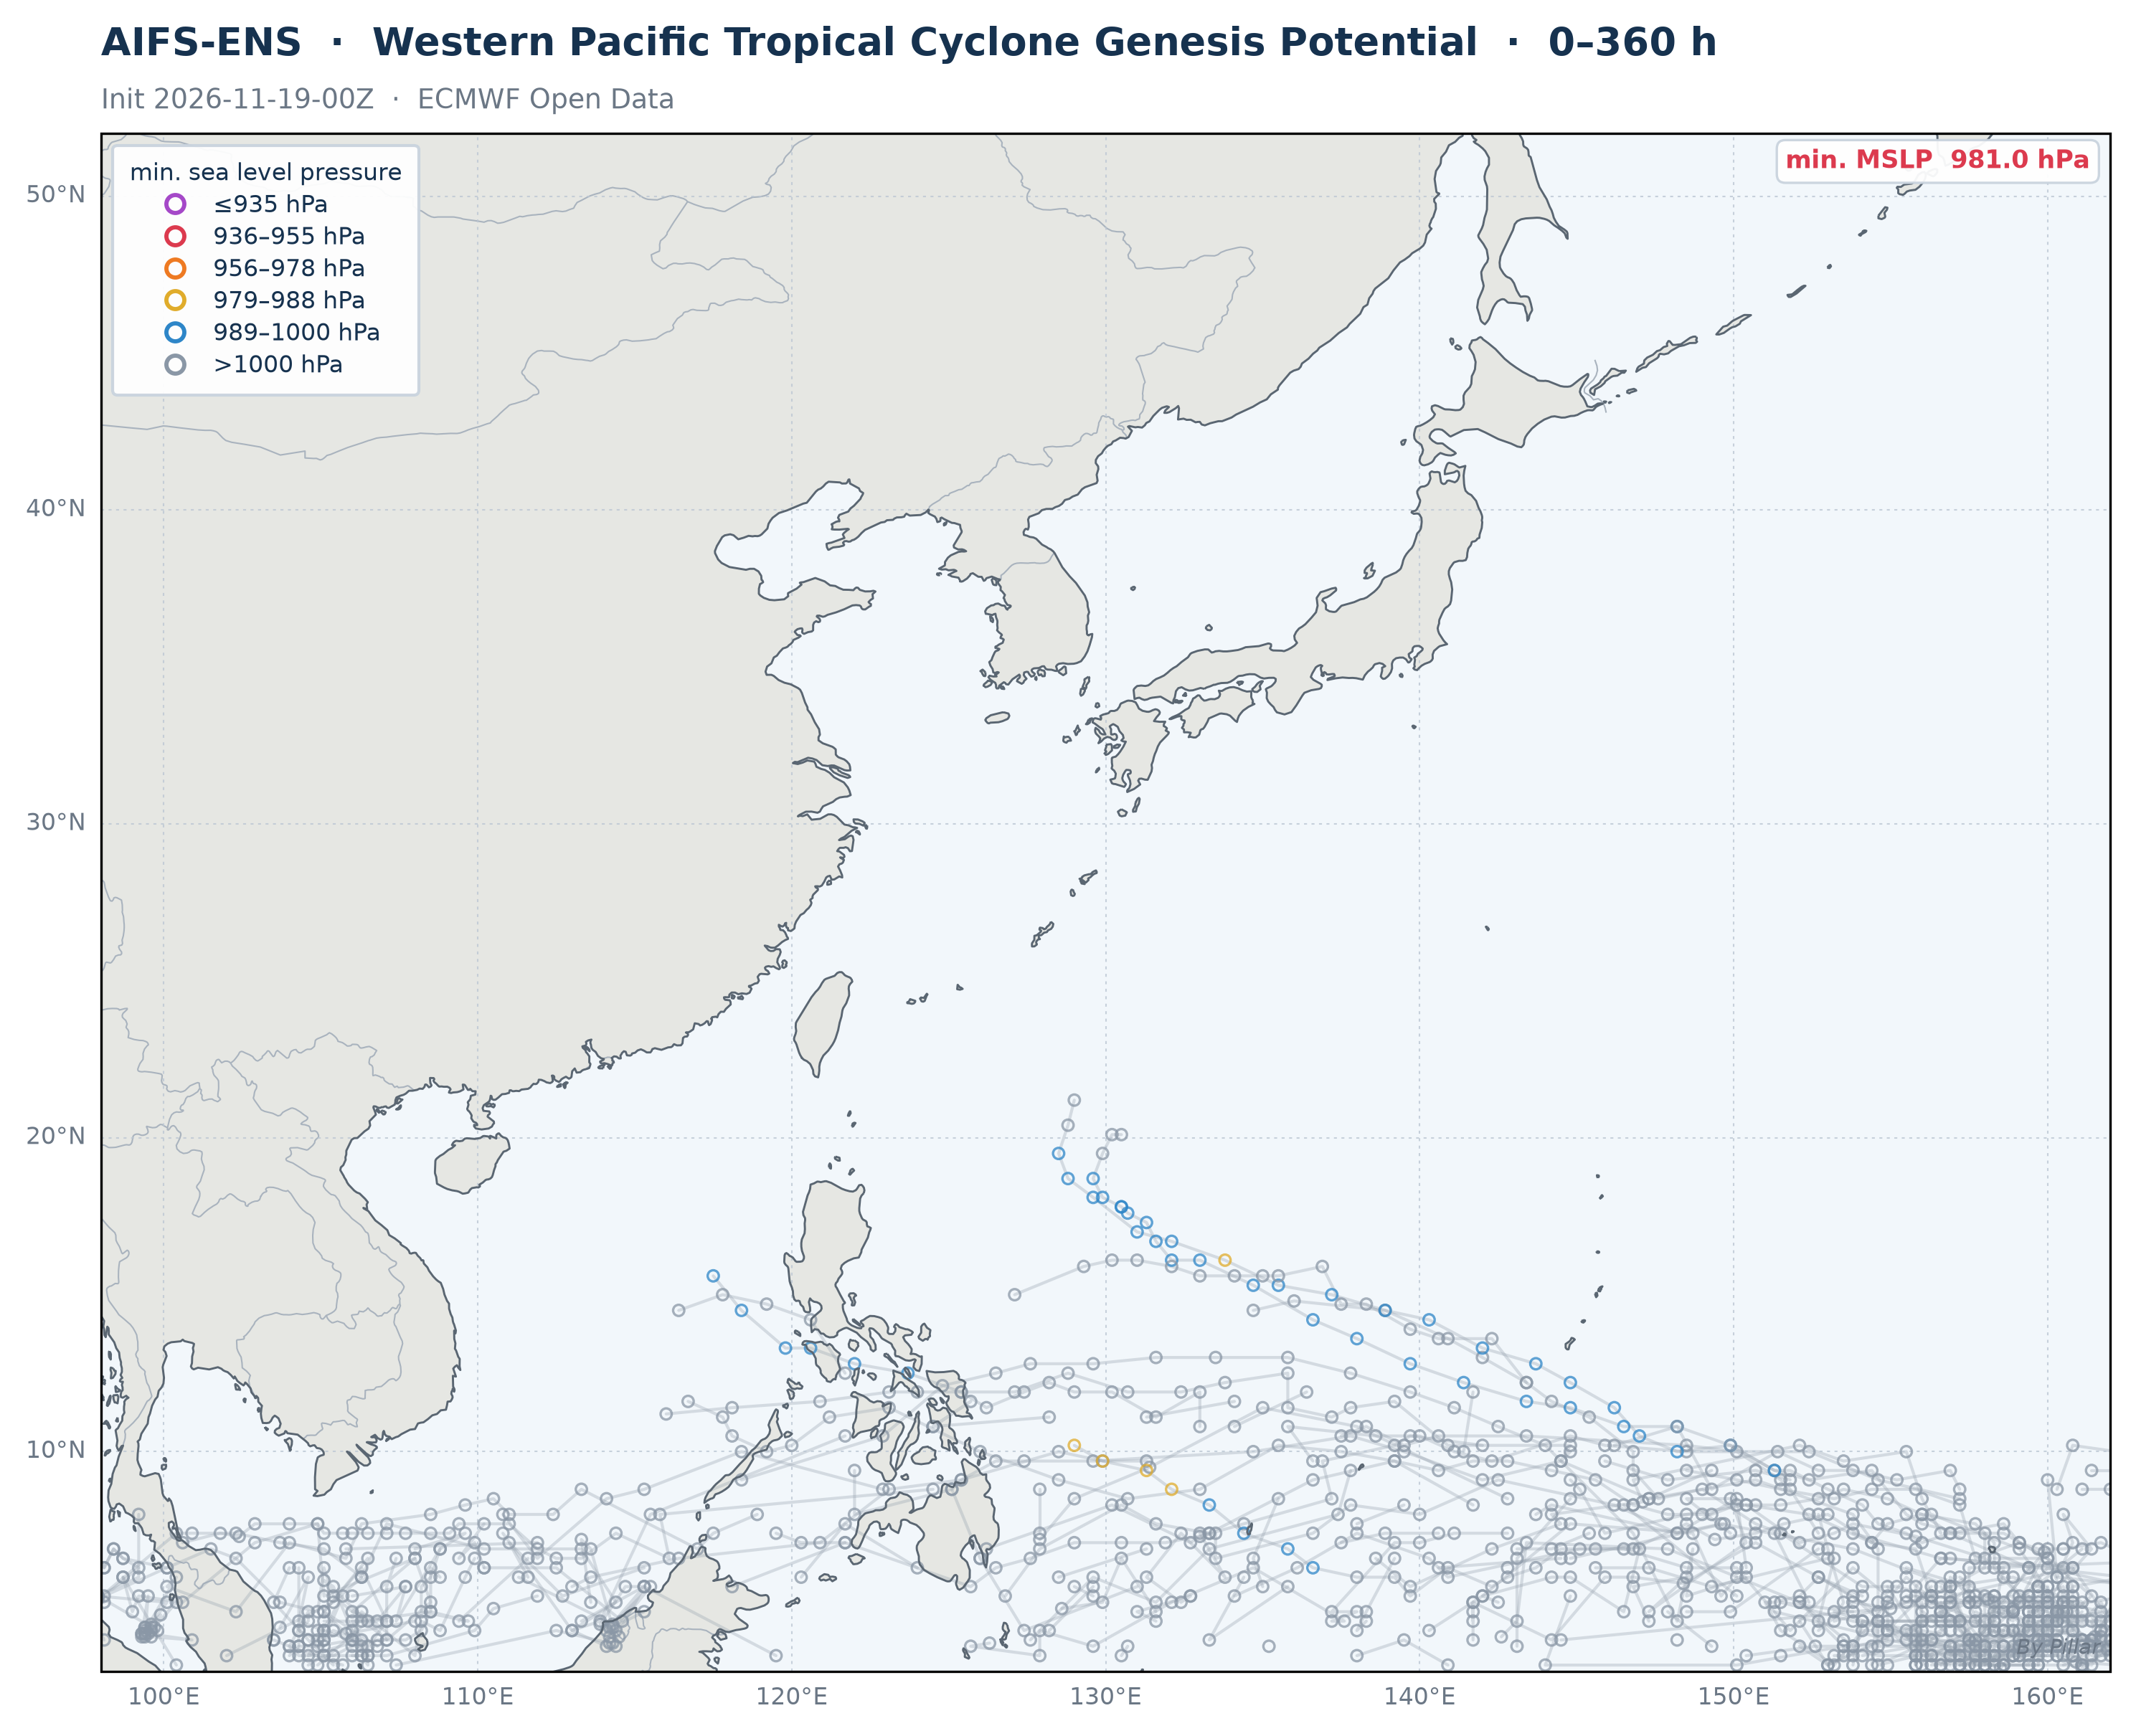 AIFS-ENS · Western Pacific Tropical Cyclone Genesis Potential · 0–360 h
Init 2026-11-19-00Z · ECMWF Open Data
min. MSLP 981.0 hPa
min. sea level pressure
≤935 hPa
936–955 hPa
956–978 hPa
979–988 hPa
989–1000 hPa
>1000 hPa
50°N
40°N
30°N
20°N
10°N
By Pillar
100°E
110°E
120°E
130°E
140°E
150°E
160°E